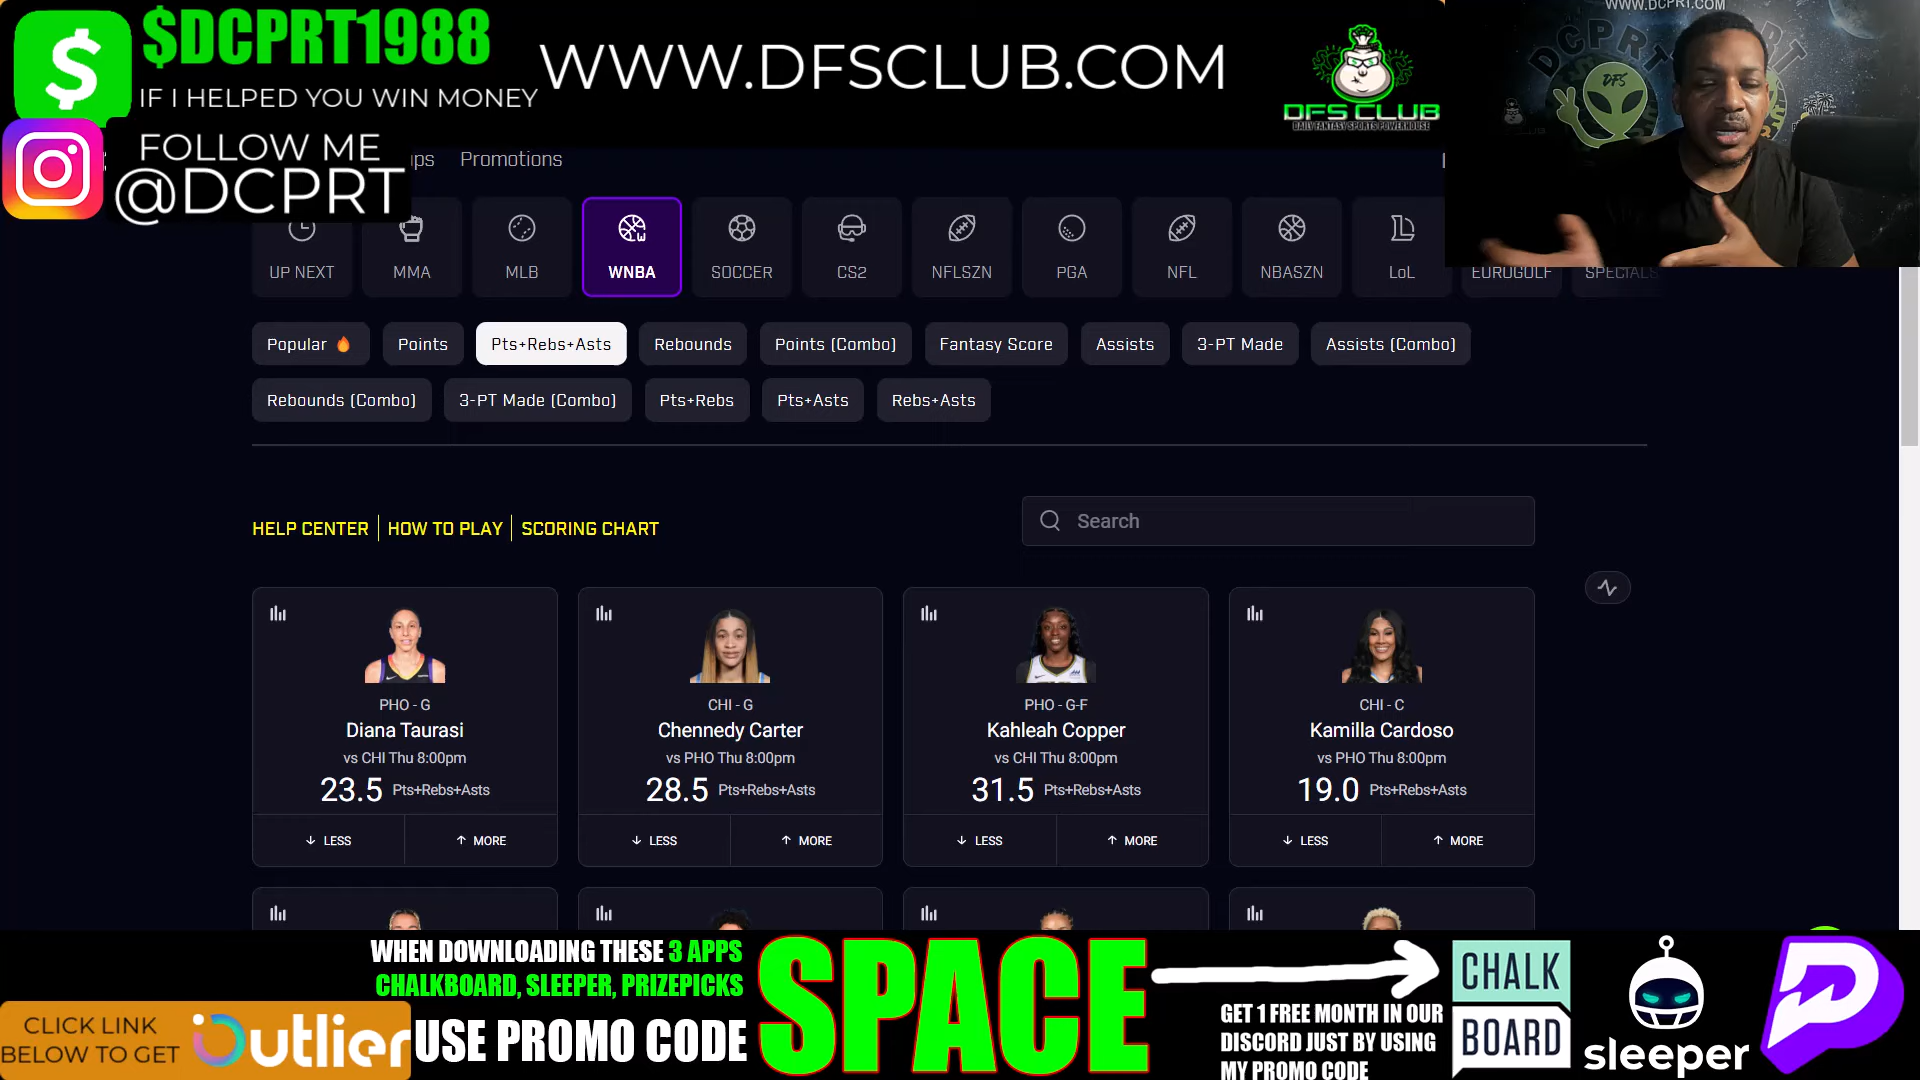 $DCPRT1988
IF I HELPED YOU WIN MONEY
WWW.DFSCLUB.COM
DFS CLUB
DAILY FANTASY SPORTS POWERHOUSE
WWW.DCPRT.COM
DCPRT
DFS
FOLLOW ME
@DCPRT
Promotions
UP NEXT
MMA
MLB
WNBA
SOCCER
CS2
NFLSZN
PGA
NFL
NBASZN
LoL
EUROGOLF
SPECIALS
Popular
Points
Pts+Rebs+Asts
Rebounds
Points (Combo)
Fantasy Score
Assists
3-PT Made
Assists (Combo)
Rebounds (Combo)
3-PT Made (Combo)
Pts+Rebs
Pts+Asts
Rebs+Asts
HELP CENTER
HOW TO PLAY
SCORING CHART
Search
PHO - G
Diana Taurasi
vs CHI Thu 8:00pm
23.5 Pts+Rebs+Asts
LESS
MORE
CHI - G
Chennedy Carter
vs PHO Thu 8:00pm
28.5 Pts+Rebs+Asts
LESS
MORE
PHO - G-F
Kahleah Copper
vs CHI Thu 8:00pm
31.5 Pts+Rebs+Asts
LESS
MORE
CHI - C
Kamilla Cardoso
vs PHO Thu 8:00pm
19.0 Pts+Rebs+Asts
LESS
MORE
WHEN DOWNLOADING THESE 3 APPS
CHALKBOARD, SLEEPER, PRIZEPICKS
USE PROMO CODE
SPACE
CLICK LINK
BELOW TO GET
Outlier
GET 1 FREE MONTH IN OUR
DISCORD JUST BY USING
MY PROMO CODE
CHALK
BOARD
sleeper